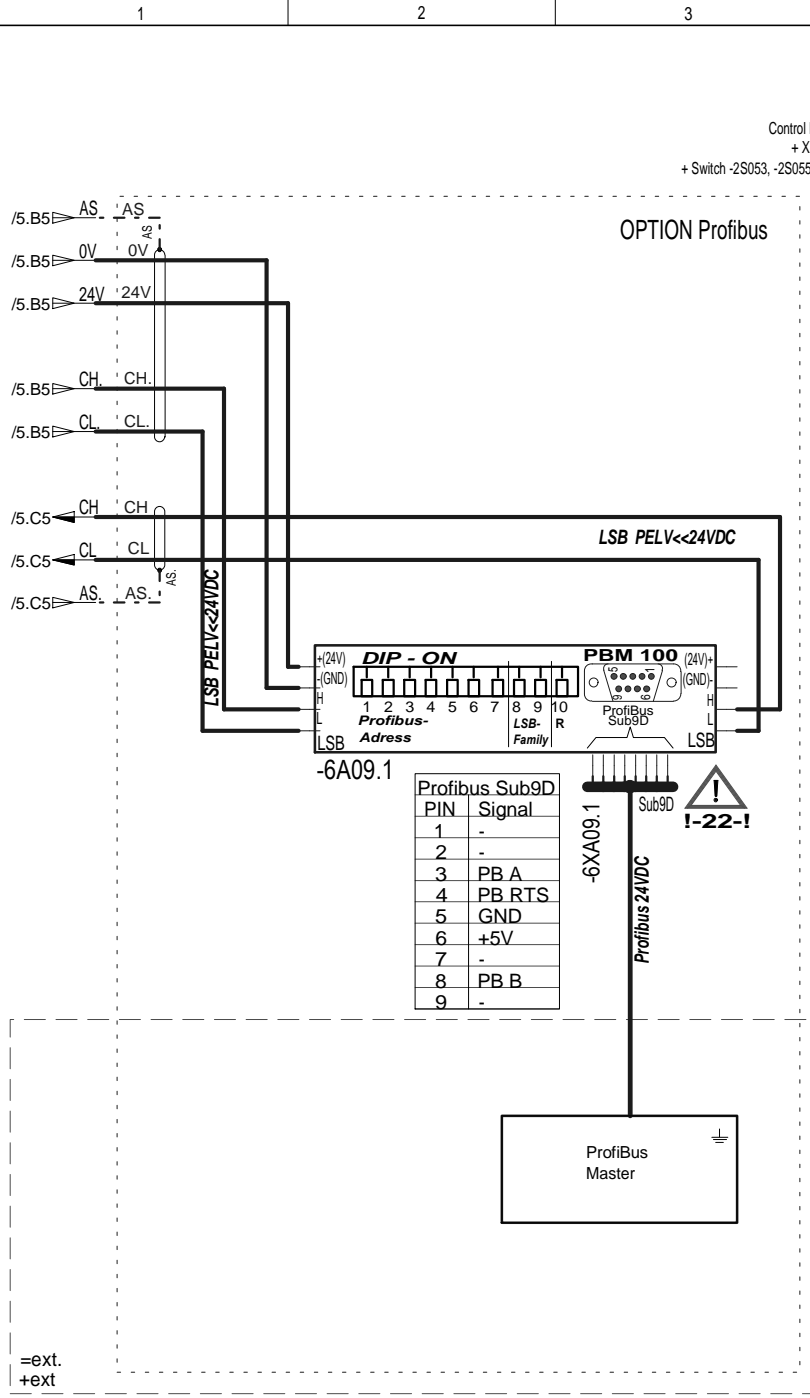 1 2 3
Control
+ X
+ Switch -2S053, -2S055
OPTION Profibus
/5.B5 AS AS
AS
/5.B5 0V 0V
/5.B5 24V 24V
/5.B5 CH. CH.
/5.B5 CL. CL.
/5.C5 CH CH
/5.C5 CL CL
/5.C5 AS. AS.
AS.
LSB PELV<<24VDC
LSB PELV<<24VDC
+(24V) DIP - ON PBM 100 (24V)+
-(GND) 5 1 (GND)-
9 6
H 1 2 3 4 5 6 7 8 9 10 ProfiBus H
L Profibus- LSB- R Sub9D L
Adress Family
LSB LSB
-6A09.1
Profibus Sub9D
PIN Signal
1 -
2 -
3 PB A
4 PB RTS
5 GND
6 +5V
7 -
8 PB B
9 -
-6XA09.1
Sub9D
!
!-22-!
Profibus 24VDC
ProfiBus
Master
=ext.
+ext